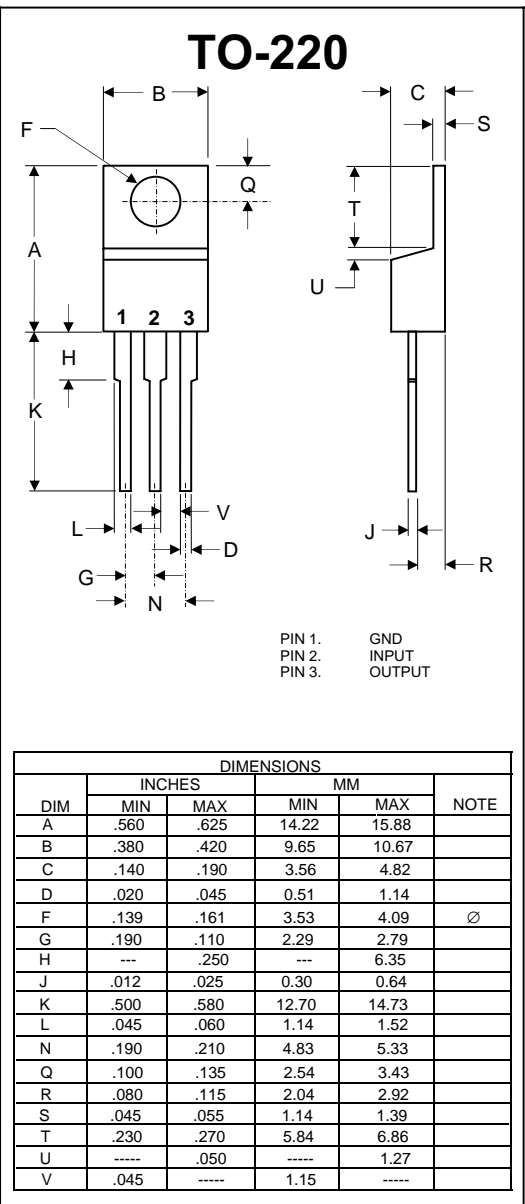 TO-220
B
C
S
F
Q
A
T
U
1 2 3
H
K
L
V
D
J
R
G
N
PIN 1. GND
PIN 2. INPUT
PIN 3. OUTPUT
DIMENSIONS
INCHES MM
DIM MIN MAX MIN MAX NOTE
A .560 .625 14.22 15.88
B .380 .420 9.65 10.67
C .140 .190 3.56 4.82
D .020 .045 0.51 1.14
F .139 .161 3.53 4.09 ∅
G .190 .110 2.29 2.79
H --- .250 --- 6.35
J .012 .025 0.30 0.64
K .500 .580 12.70 14.73
L .045 .060 1.14 1.52
N .190 .210 4.83 5.33
Q .100 .135 2.54 3.43
R .080 .115 2.04 2.92
S .045 .055 1.14 1.39
T .230 .270 5.84 6.86
U ----- .050 ----- 1.27
V .045 ----- 1.15 -----